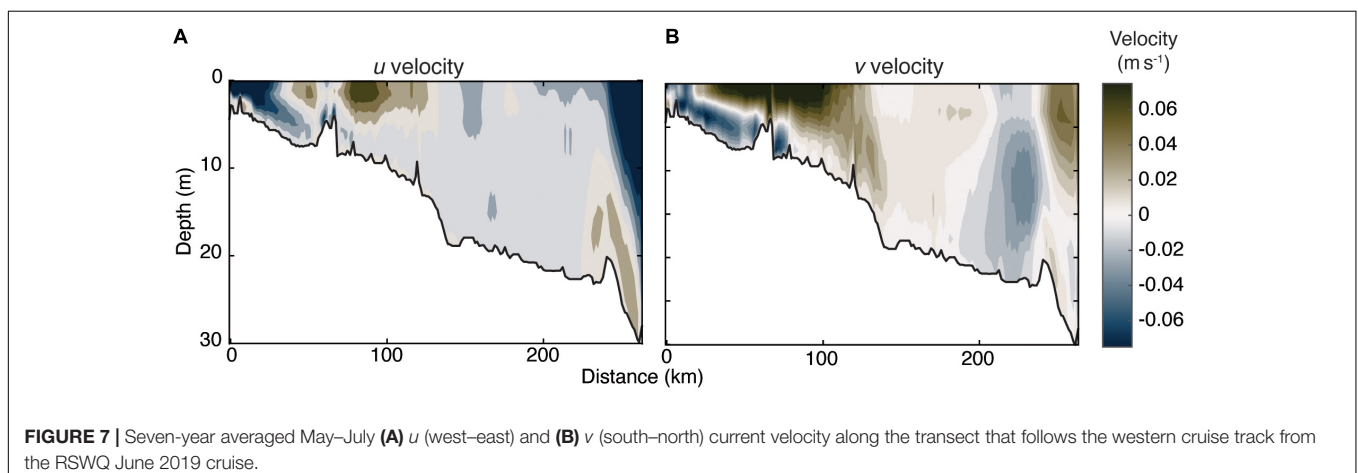 A
B
u velocity
v velocity
Velocity
(m s-1)
0
10
20
30
Depth (m)
0
100
200
0
100
200
Distance (km)
0.06
0.04
0.02
0
-0.02
-0.04
-0.06
FIGURE 7 | Seven-year averaged May–July (A) u (west–east) and (B) v (south–north) current velocity along the transect that follows the western cruise track from
the RSWQ June 2019 cruise.